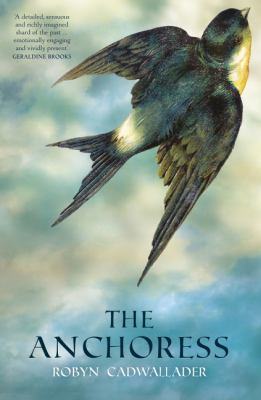 'A detailed, sensuous
and richly imagined
shard of the past ...
emotionally engaging
and vividly present.'
GERALDINE BROOKS
THE
ANCHORESS
ROBYN CADWALLADER